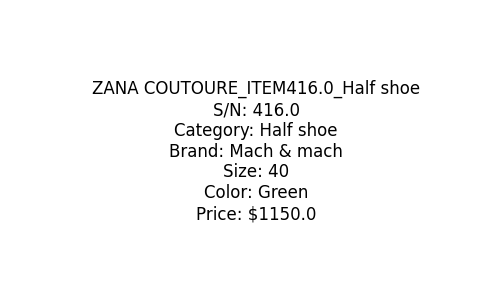 ZANA COUTOURE_ITEM416.0_Half shoe
S/N: 416.0
Category: Half shoe
Brand: Mach & mach
Size: 40
Color: Green
Price: $1150.0